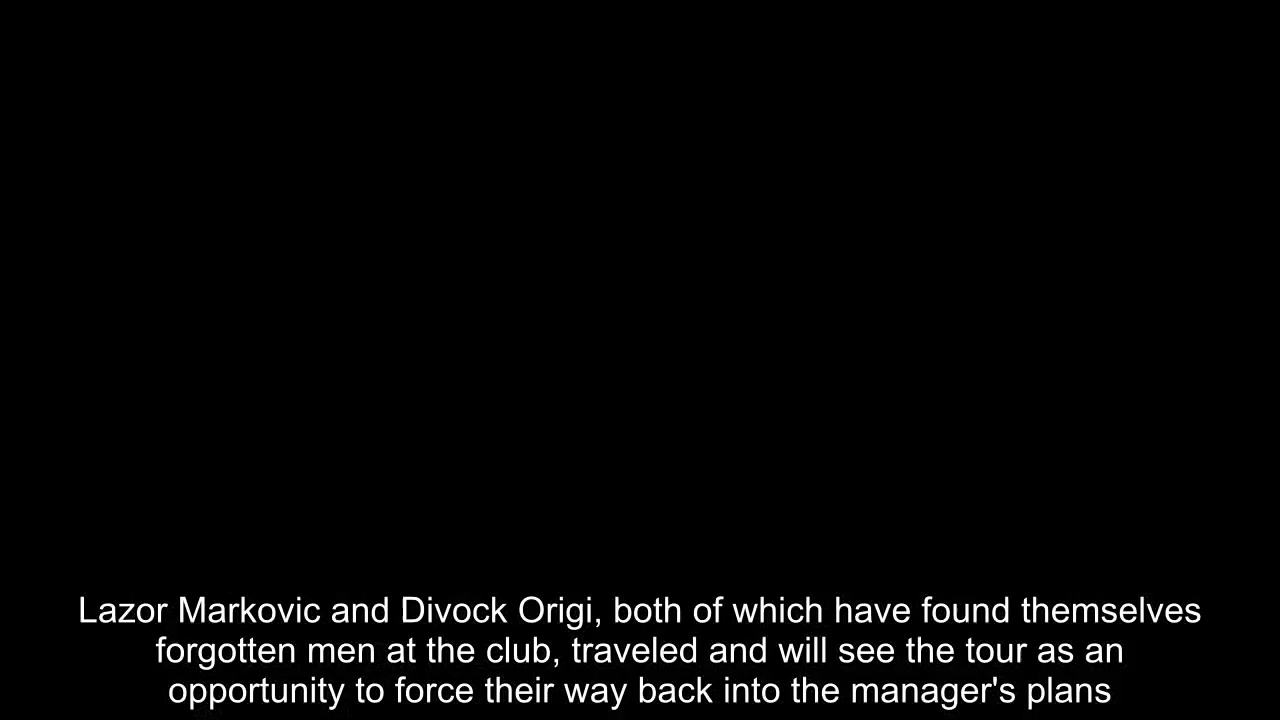 Lazor Markovic and Divock Origi, both of which have found themselves
forgotten men at the club, traveled and will see the tour as an
opportunity to force their way back into the manager's plans